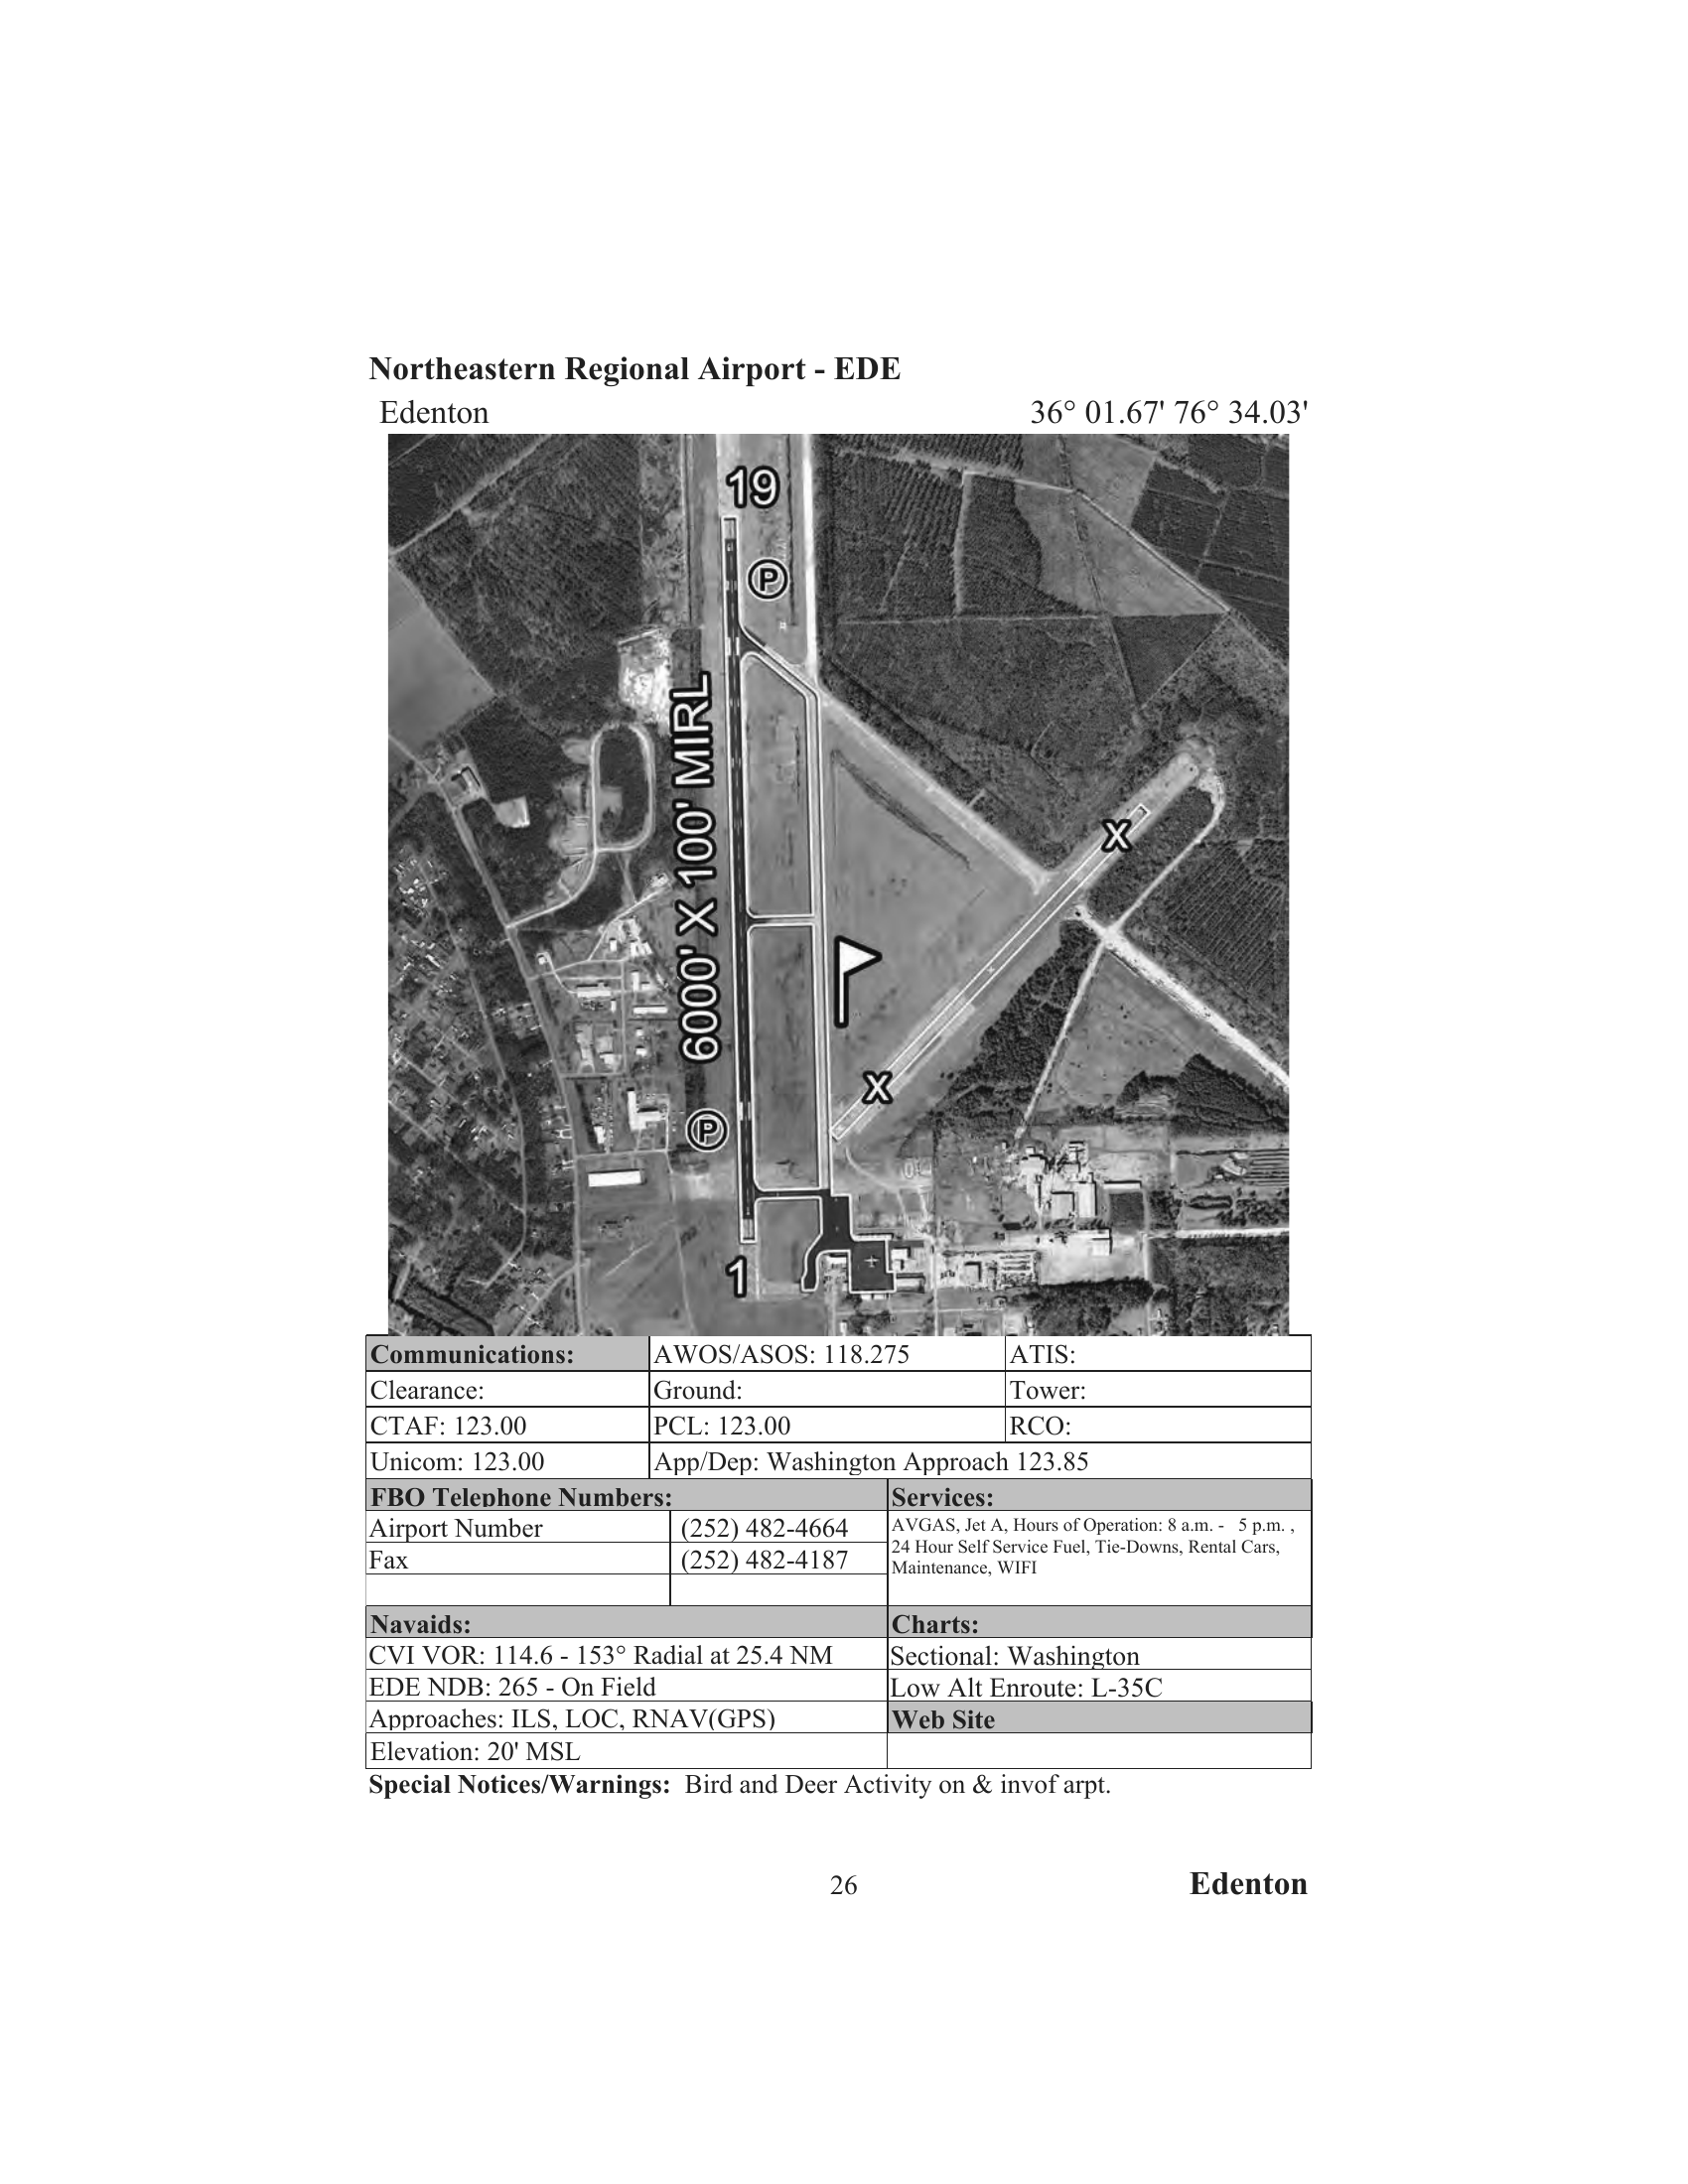 Northeastern Regional Airport - EDE
Edenton 36° 01.67' 76° 34.03'
19
P
6000' X 100' MIRL
X
X
P
1
Communications: AWOS/ASOS: 118.275 ATIS:
Clearance: Ground: Tower:
CTAF: 123.00 PCL: 123.00 RCO:
Unicom: 123.00 App/Dep: Washington Approach 123.85
FBO Telephone Numbers: Services:
Airport Number (252) 482-4664 AVGAS, Jet A, Hours of Operation: 8 a.m. - 5 p.m. ,
24 Hour Self Service Fuel, Tie-Downs, Rental Cars,
Fax (252) 482-4187 Maintenance, WIFI
Navaids: Charts:
CVI VOR: 114.6 - 153° Radial at 25.4 NM Sectional: Washington
EDE NDB: 265 - On Field Low Alt Enroute: L-35C
Approaches: ILS, LOC, RNAV(GPS) Web Site
Elevation: 20' MSL
Special Notices/Warnings: Bird and Deer Activity on & invof arpt.
26 Edenton